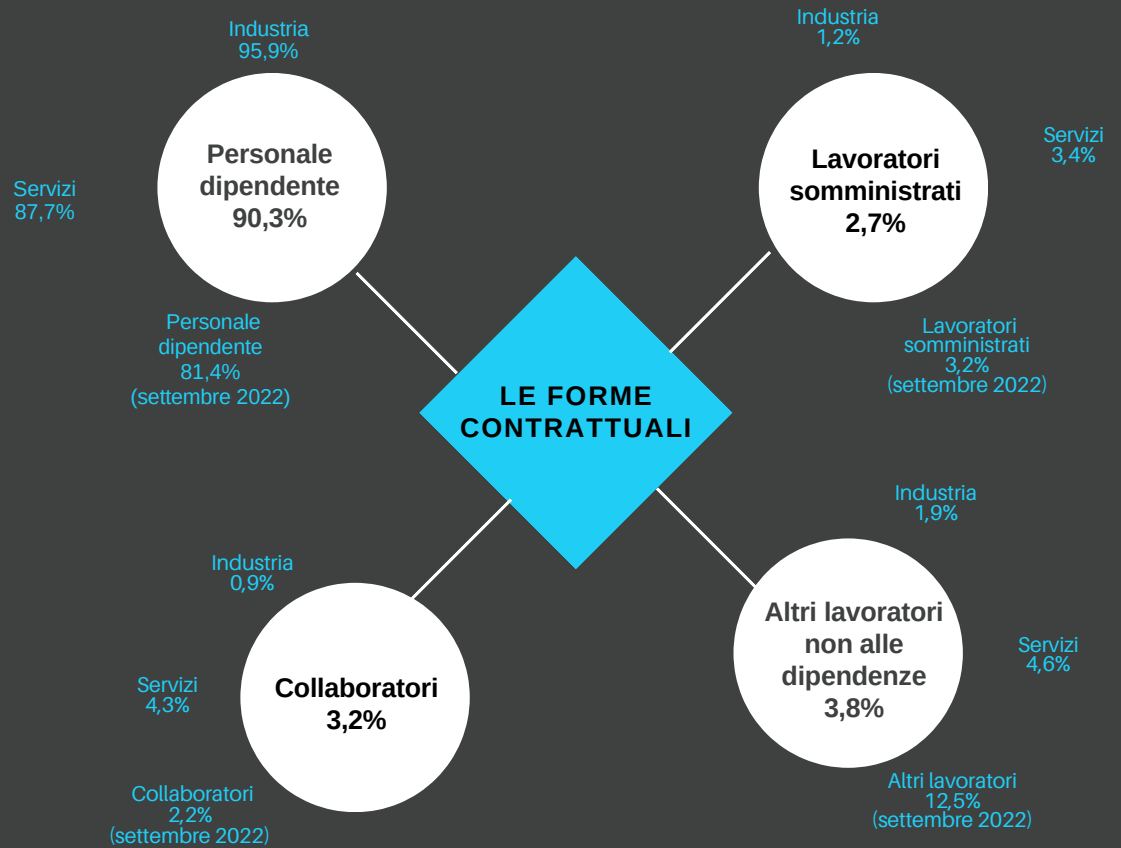 Industria
95,9%
Servizi
87,7%
Personale
dipendente
90,3%
Personale
dipendente
81,4%
(settembre 2022)
Industria
1,2%
Servizi
3,4%
Lavoratori
somministrati
2,7%
Lavoratori
somministrati
3,2%
(settembre 2022)
LE FORME
CONTRATTUALI
Industria
0,9%
Servizi
4,3%
Collaboratori
3,2%
Collaboratori
2,2%
(settembre 2022)
Industria
1,9%
Servizi
4,6%
Altri lavoratori
non alle
dipendenze
3,8%
Altri lavoratori
12,5%
(settembre 2022)